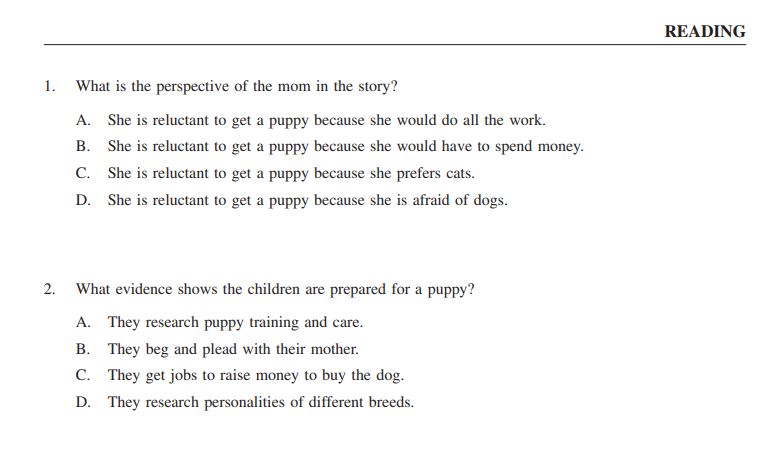 READING
1. What is the perspective of the mom in the story?
A. She is reluctant to get a puppy because she would do all the work.
B. She is reluctant to get a puppy because she would have to spend money.
C. She is reluctant to get a puppy because she prefers cats.
D. She is reluctant to get a puppy because she is afraid of dogs.
2. What evidence shows the children are prepared for a puppy?
A. They research puppy training and care.
B. They beg and plead with their mother.
C. They get jobs to raise money to buy the dog.
D. They research personalities of different breeds.